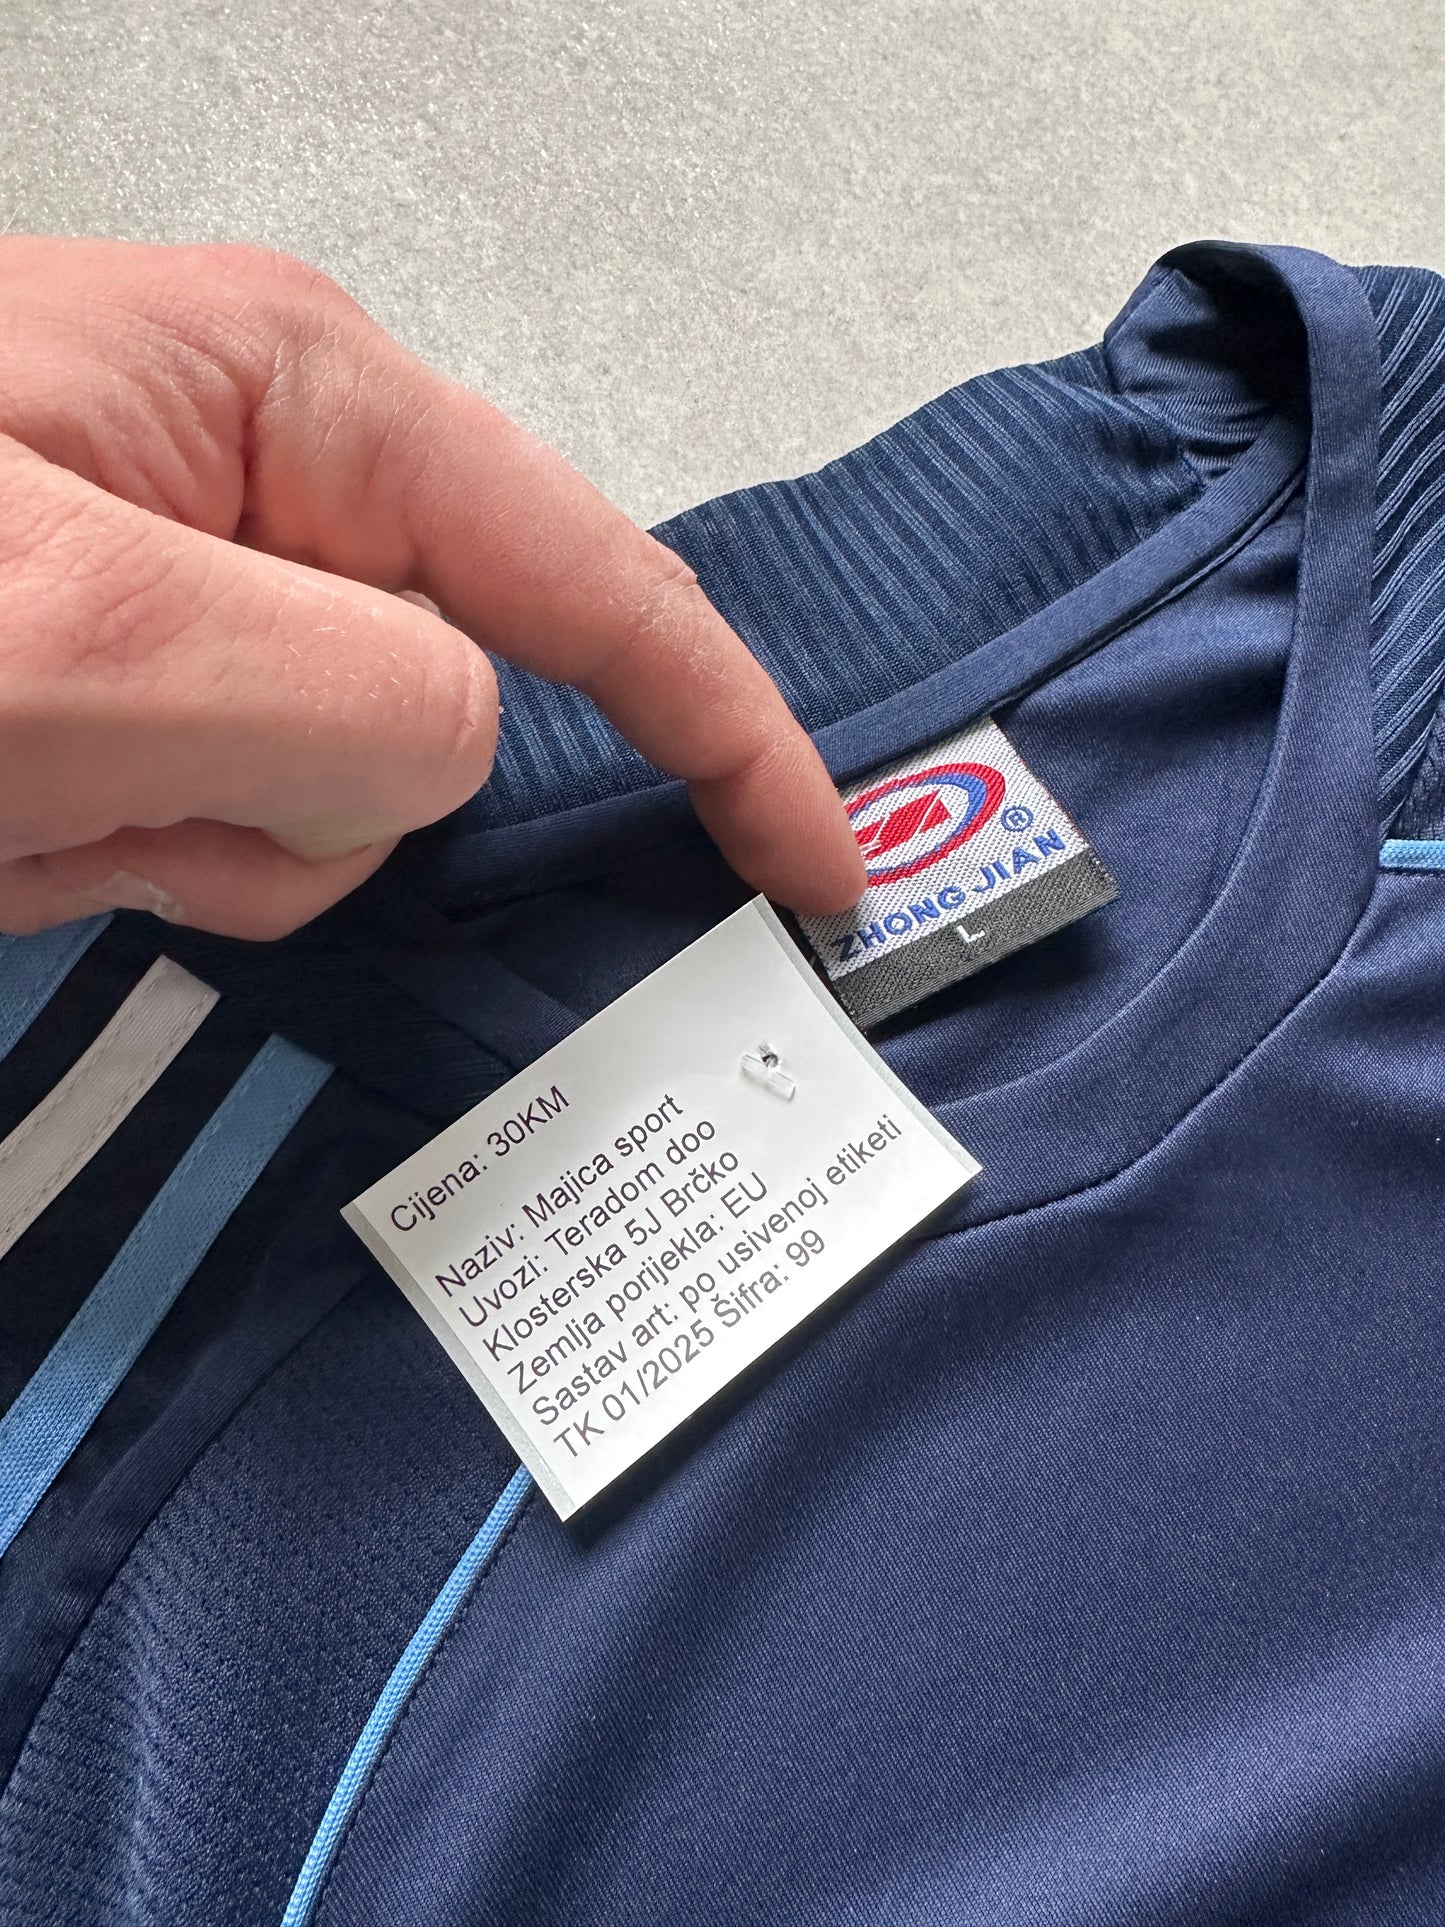 ®
ZHONG JIAN
L
Cijena: 30KM
Naziv: Majica sport
Uvozi: Teradom doo
Klosterska 5J Brčko
Zemlja porijekla: EU
Sastav art: po usivenoj etiketi
TK 01/2025 Šifra: 99